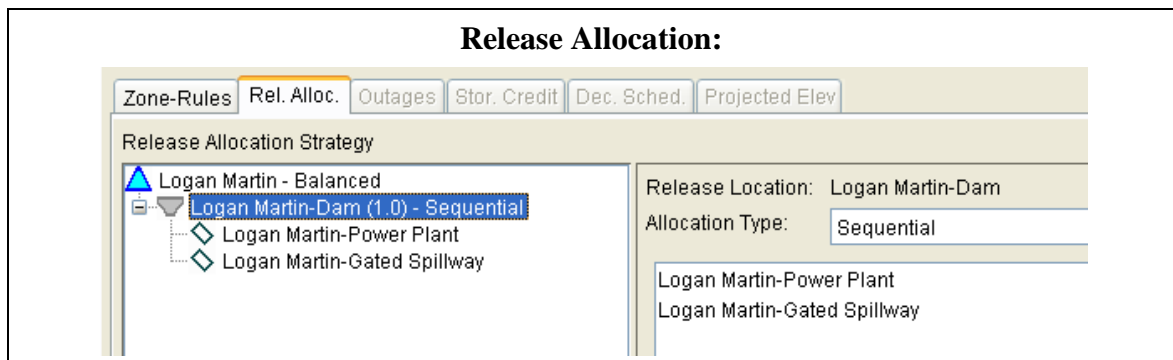 Release Allocation:
Zone-Rules Rel. Alloc. Outages Stor. Credit Dec. Sched. Projected Elev
Release Allocation Strategy
Logan Martin - Balanced
Logan Martin-Dam (1.0) - Sequential
Logan Martin-Power Plant
Logan Martin-Gated Spillway
Release Location: Logan Martin-Dam
Allocation Type: Sequential
Logan Martin-Power Plant
Logan Martin-Gated Spillway